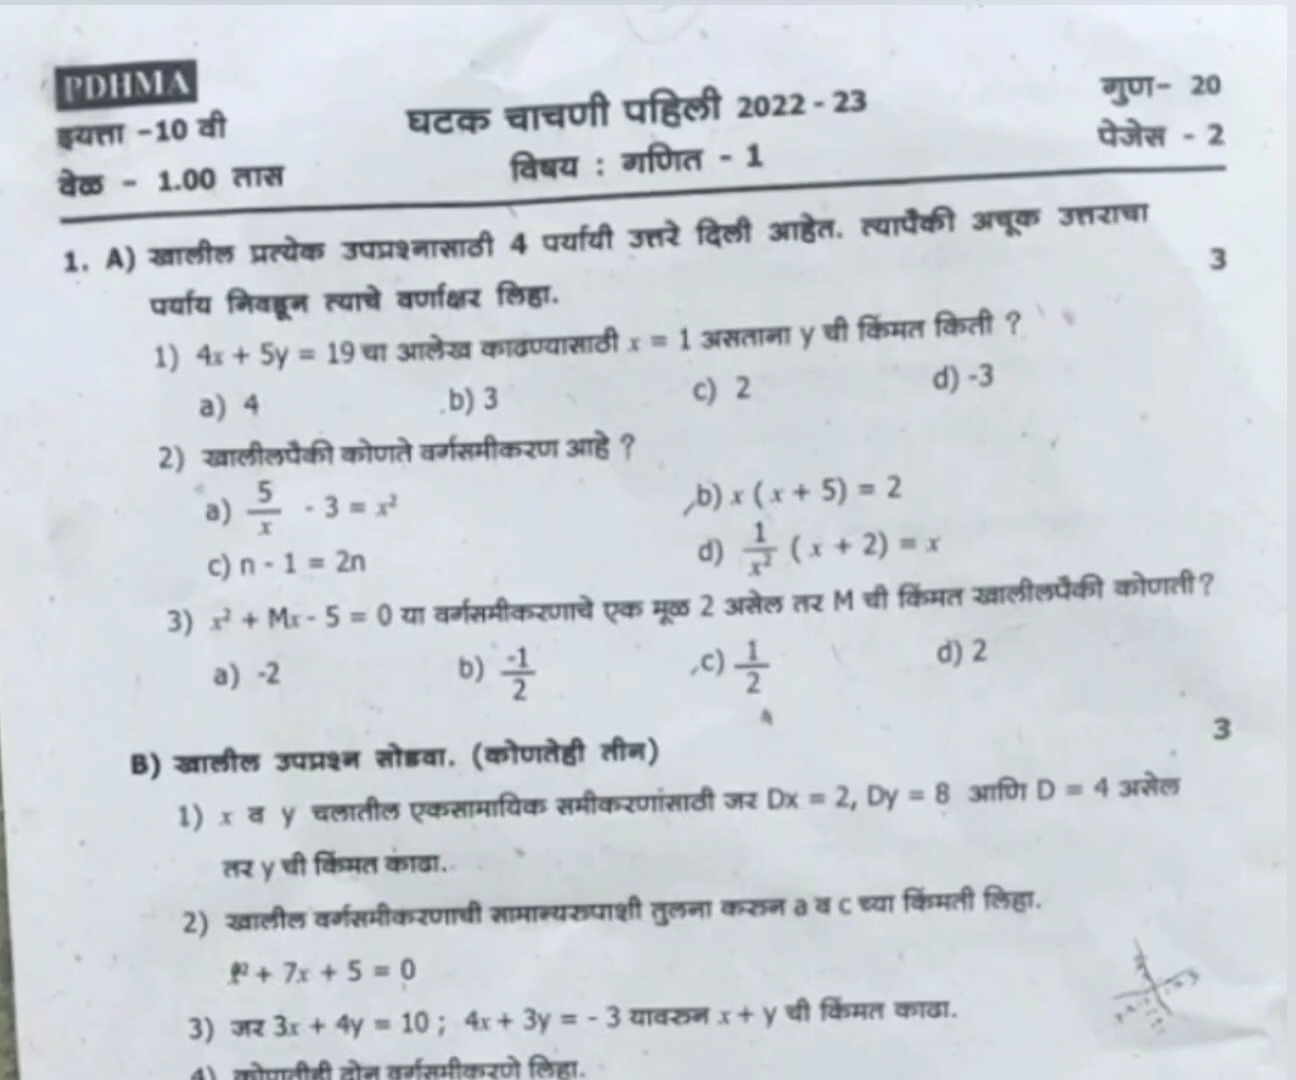 PDHMA
इयत्ता -10 वी
घटक चाचणी पहिली 2022 - 23
गुण- 20
वेळ - 1.00 तास
विषय : गणित - 1
पेजेस - 2
1. A) खालील प्रत्येक उपप्रश्नासाठी 4 पर्यायी उत्तरे दिली आहेत. त्यापैकी अचूक उत्तराचा 3
पर्याय निवडून त्याचे वर्णाक्षर लिहा.
1) 4x + 5y = 19 चा आलेख काढण्यासाठी x = 1 असताना y ची किंमत किती ?
a) 4 b) 3 c) 2 d) -3
2) खालीलपैकी कोणते वर्गसमीकरण आहे ?
a) 5/x - 3 = x² b) x ( x + 5) = 2
c) n - 1 = 2n d) 1/x² ( x + 2) = x
3) x² + Mx - 5 = 0 या वर्गसमीकरणाचे एक मूळ 2 असेल तर M ची किंमत खालीलपैकी कोणती ?
a) -2 b) -1/2 c) 1/2 d) 2
B) खालील उपप्रश्न सोडवा. (कोणतेही तीन) 3
1) x व y चलातील एकसामायिक समीकरणांसाठी जर Dx = 2, Dy = 8 आणि D = 4 असेल
तर y ची किंमत काढा.
2) खालील वर्गसमीकरणाची सामान्यरुपाशी तुलना करुन a व c च्या किंमती लिहा.
² + 7x + 5 = 0
3) जर 3x + 4y = 10 ; 4x + 3y = - 3 यावरुन x + y ची किंमत काढा.
4) कोणतीही दोन वर्गसमीकरणे लिहा.